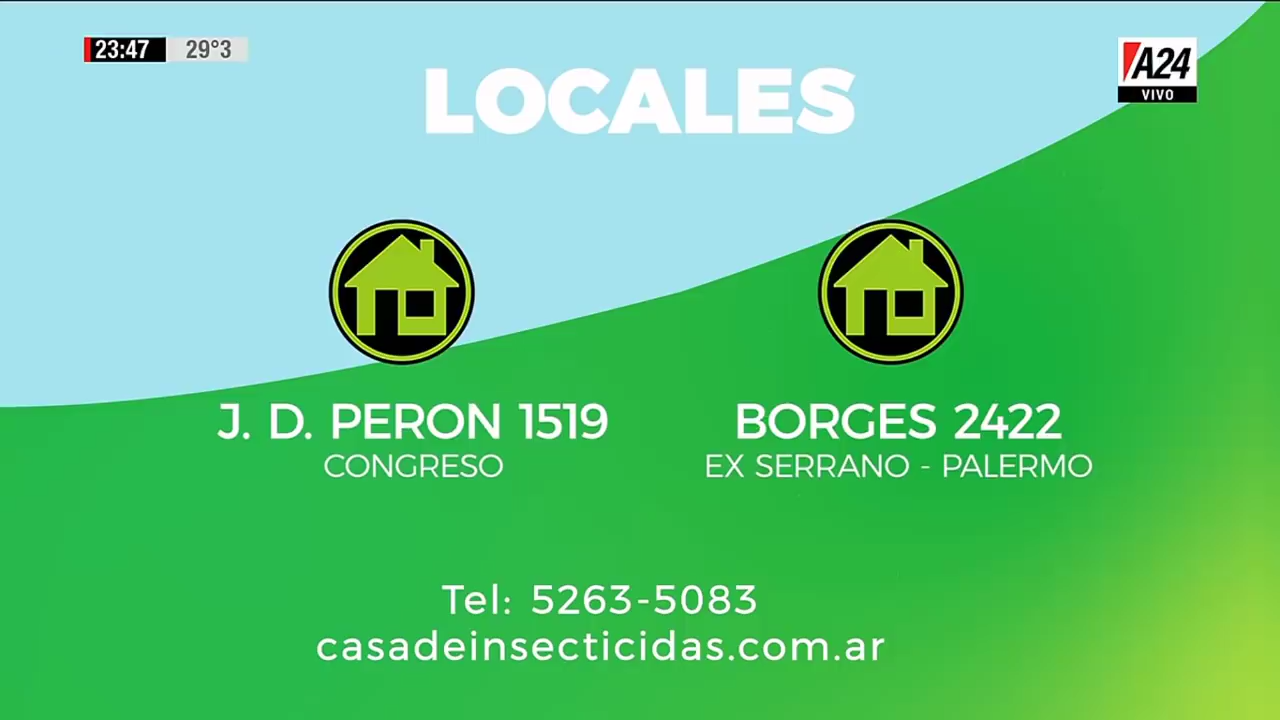 23:47 29°3
A24
VIVO
LOCALES
J. D. PERON 1519
CONGRESO
BORGES 2422
EX SERRANO - PALERMO
Tel: 5263-5083
casadeinsecticidas.com.ar